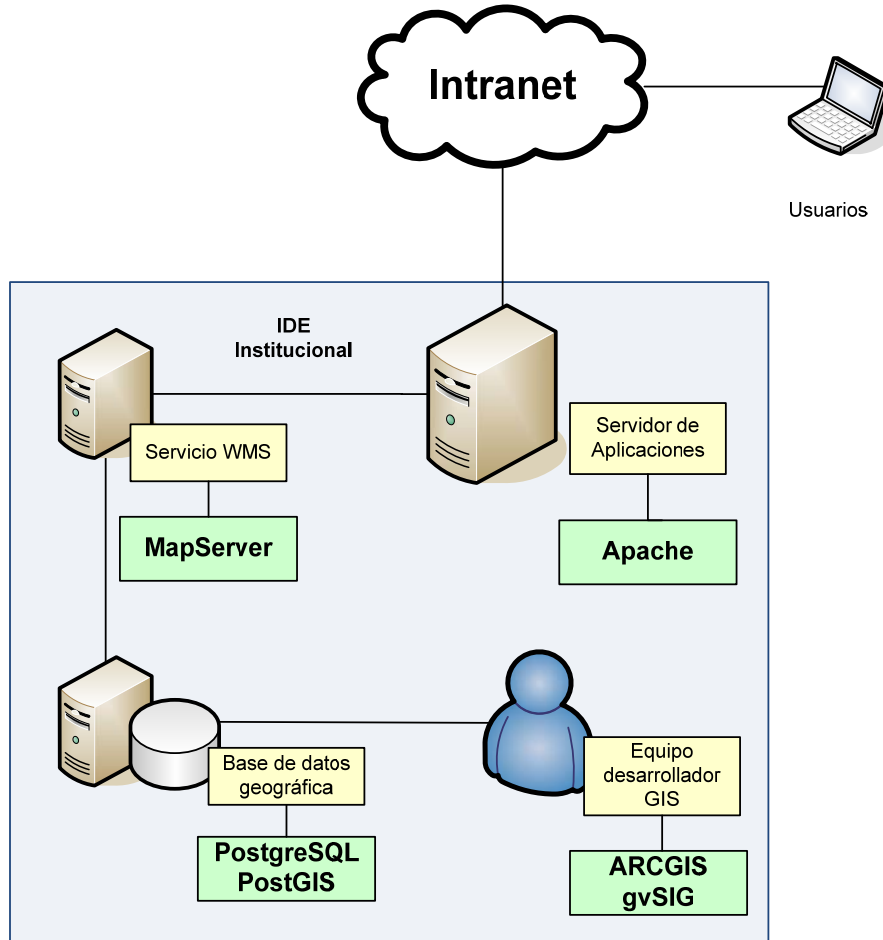 Intranet
Usuarios
IDE
Institucional
Servicio WMS
MapServer
Servidor de
Aplicaciones
Apache
Base de datos
geográfica
PostgreSQL
PostGIS
Equipo
desarrollador
GIS
ARCGIS
gvSIG